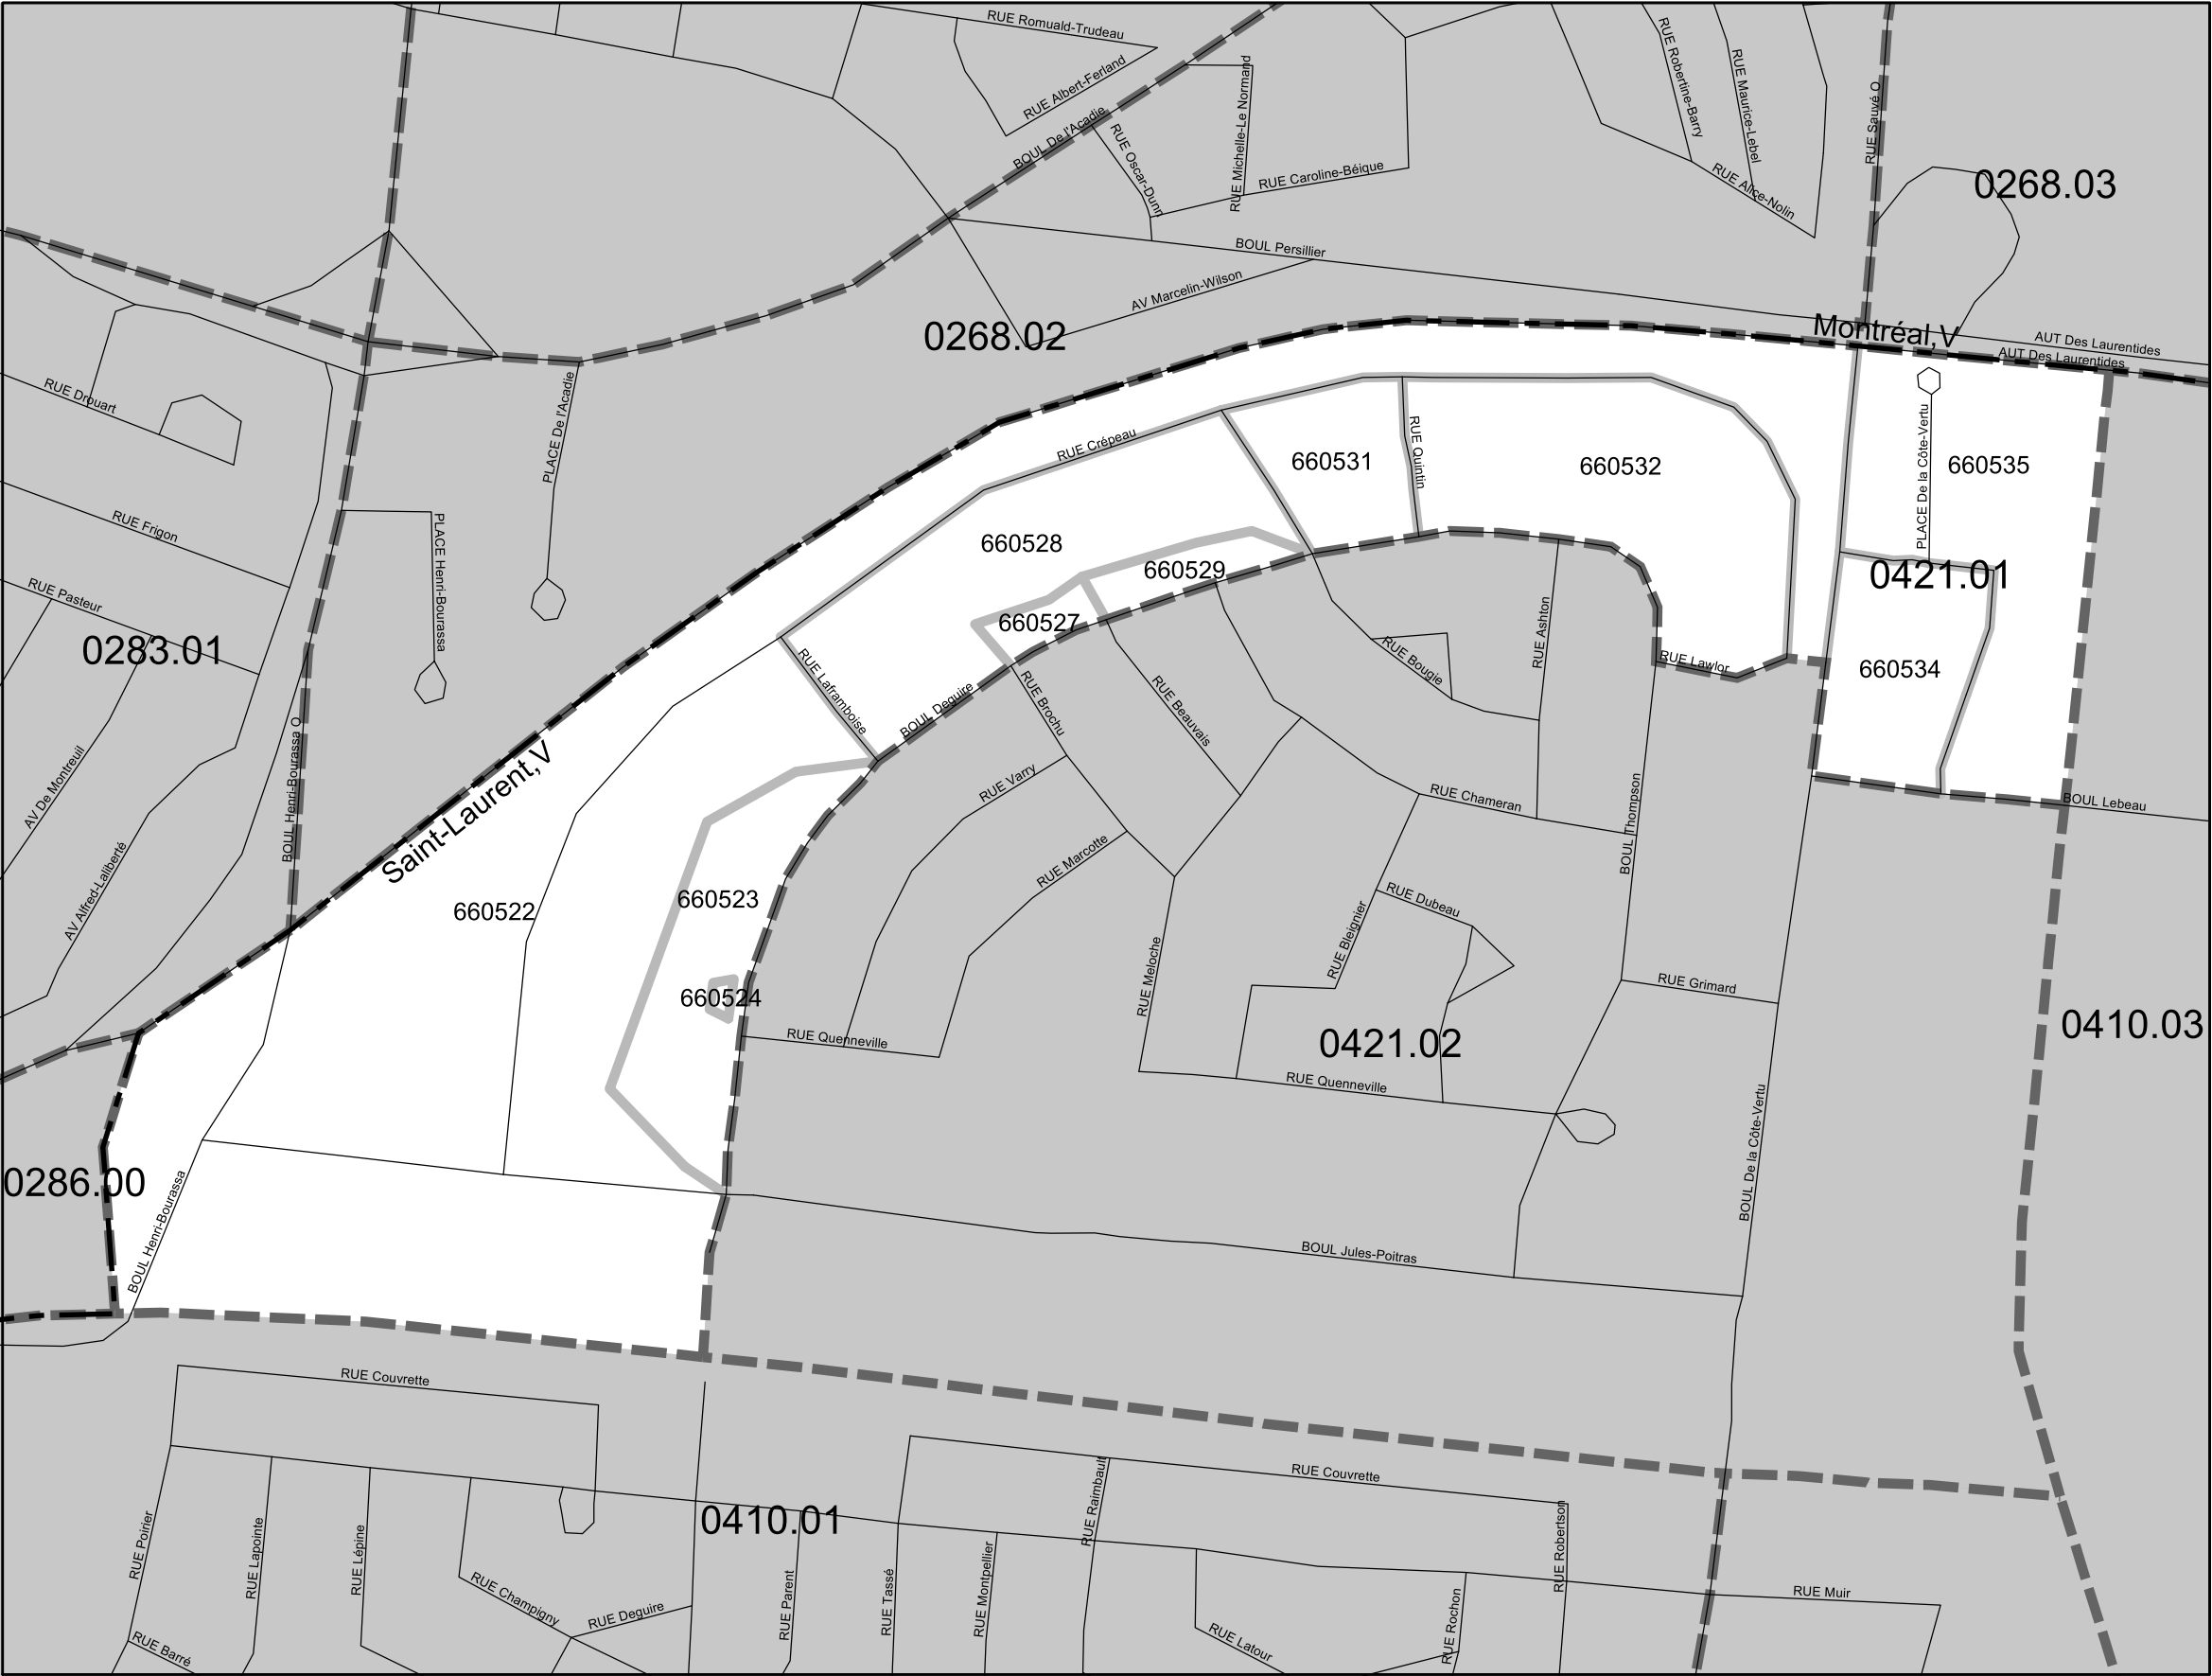 RUE Romuald-Trudeau
RUE Albert-Ferland
BOUL De l'Acadie
RUE Oscar-Dunn
RUE Michelle-Le Normand
RUE Caroline-Béique
RUE Robertine-Barry
RUE Maurice-Lebel
RUE Alice-Nolin
RUE Sauvé O
0268.03
BOUL Persillier
AV Marcelin-Wilson
0268.02
Montréal,V
AUT Des Laurentides
AUT Des Laurentides
RUE Drouart
PLACE De l'Acadie
RUE Frigon
PLACE Henri-Bourassa
RUE Pasteur
0283.01
AV De Montreuil
AV Alfred-Laliberté
BOUL Henri-Bourassa O
RUE Crépeau
660531
RUE Quintin
660532
PLACE De la Côte-Vertu
660535
660528
660529
660527
0421.01
660534
RUE Laframboise
BOUL Deguire
RUE Brochu
RUE Beauvais
RUE Bougie
RUE Ashton
RUE Lawlor
Saint-Laurent,V
RUE Varry
RUE Marcotte
RUE Chameran
BOUL Thompson
BOUL Lebeau
660522
660523
660524
RUE Dubeau
RUE Bleignier
RUE Meloche
RUE Grimard
RUE Quenneville
0421.02
0410.03
RUE Quenneville
BOUL De la Côte-Vertu
0286.00
BOUL Henri-Bourassa
BOUL Jules-Poitras
RUE Couvrette
RUE Couvrette
RUE Raimbault
0410.01
RUE Poirier
RUE Lapointe
RUE Lépine
RUE Champigny
RUE Deguire
RUE Parent
RUE Tassé
RUE Montpellier
RUE Robertson
RUE Muir
RUE Barré
RUE Latour
RUE Rochon